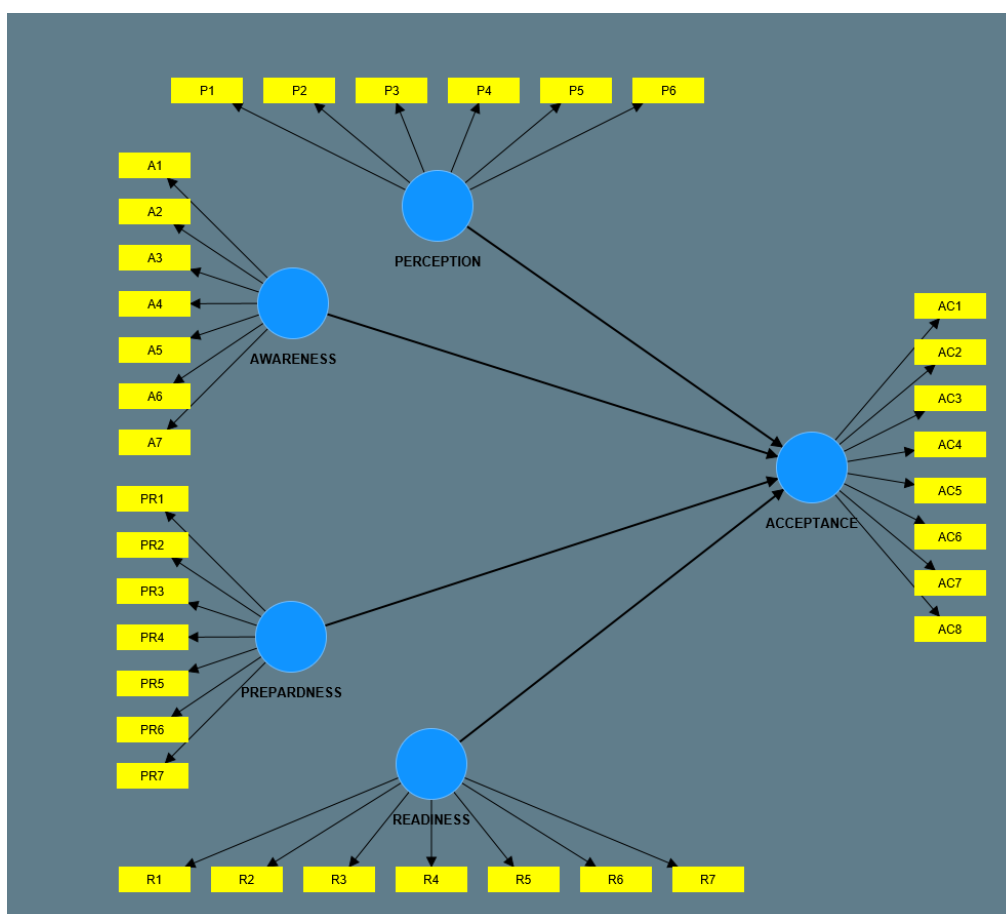 P1 P2 P3 P4 P5 P6
PERCEPTION
A1
A2
A3
A4
A5
A6
A7
AWARENESS
PR1
PR2
PR3
PR4
PR5
PR6
PR7
PREPARDNESS
READINESS
R1 R2 R3 R4 R5 R6 R7
ACCEPTANCE
AC1
AC2
AC3
AC4
AC5
AC6
AC7
AC8